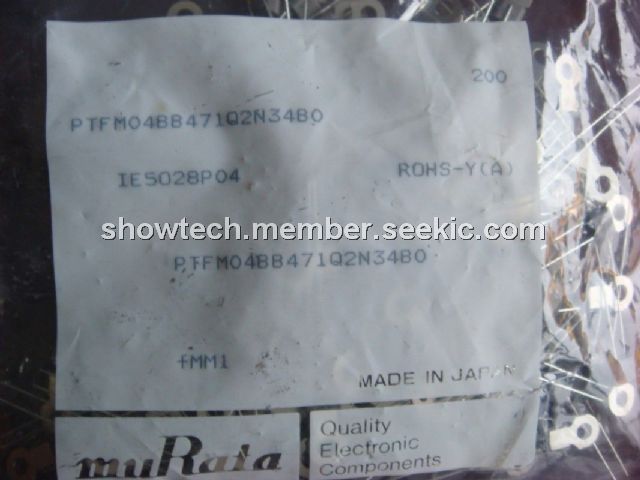 200
PTFM04BB471Q2N34B0
IE5028P04
ROHS-Y(A)
showtech.member.seekic.com
PTFM04BB471Q2N34B0
fMM1
MADE IN JAPAN
muRata
Quality
Electronic
Components